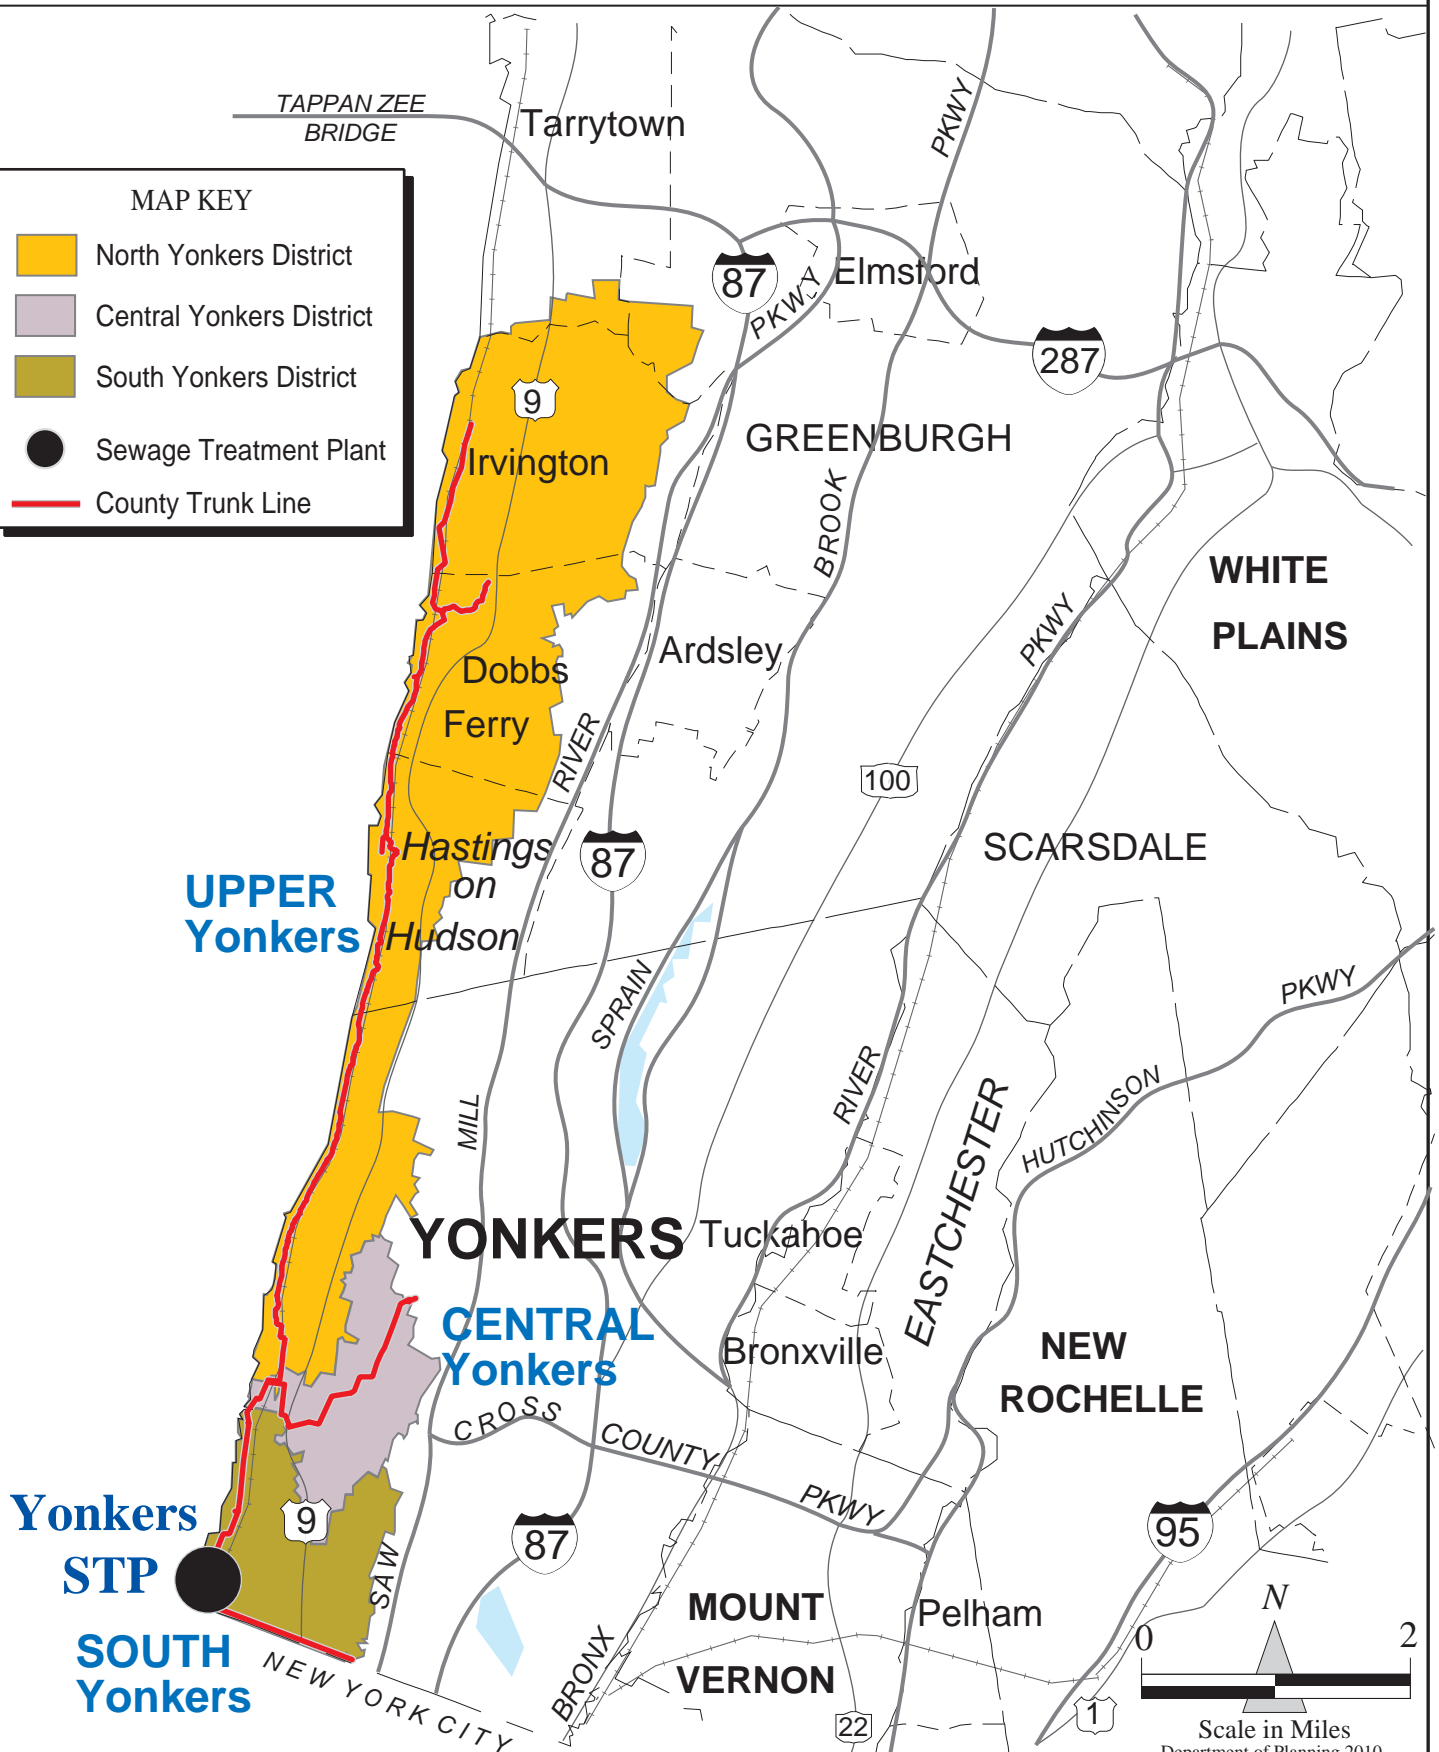 TAPPAN ZEE
BRIDGE
Tarrytown
PKWY
MAP KEY
North Yonkers District
Central Yonkers District
South Yonkers District
Sewage Treatment Plant
County Trunk Line
87
PKWY
Elmsford
287
9
Irvington
GREENBURGH
BROOK
WHITE
PLAINS
PKWY
Ardsley
Dobbs
Ferry
RIVER
100
87
Hastings
on
Hudson
SCARSDALE
UPPER
Yonkers
SPRAIN
PKWY
RIVER
MILL
HUTCHINSON
EASTCHESTER
YONKERS
Tuckahoe
CENTRAL
Yonkers
Bronxville
NEW
ROCHELLE
CROSS
COUNTY
PKWY
Yonkers
STP
9
87
95
SAW
MOUNT
VERNON
Pelham
SOUTH
Yonkers
NEW YORK CITY
BRONX
22
1
N
0
2
Scale in Miles
Department of Planning 2010